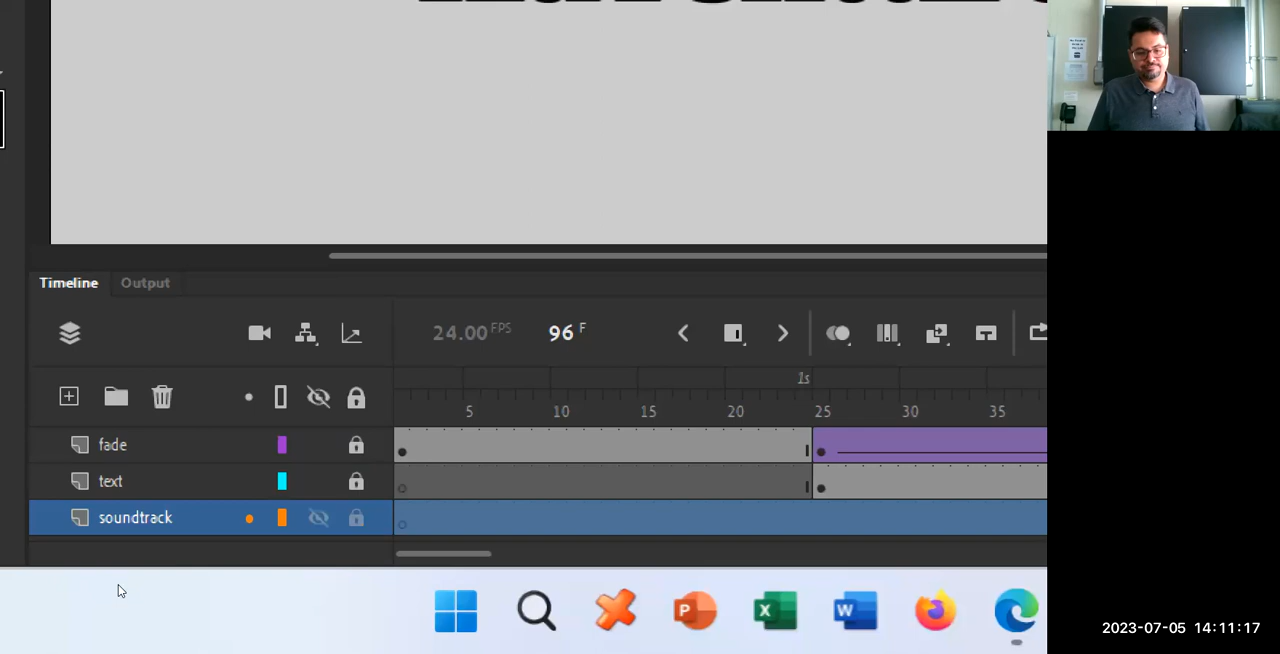 Timeline Output
24.00 FPS 96 F
1s
5 10 15 20 25 30 35
fade
text
soundtrack
P X W
2023-07-05 14:11:17